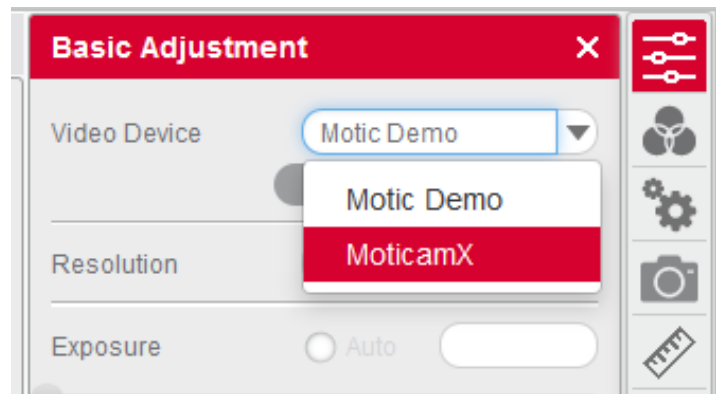 Basic Adjustment
Video Device
Motic Demo
Motic Demo
MoticamX
Resolution
Exposure
Auto